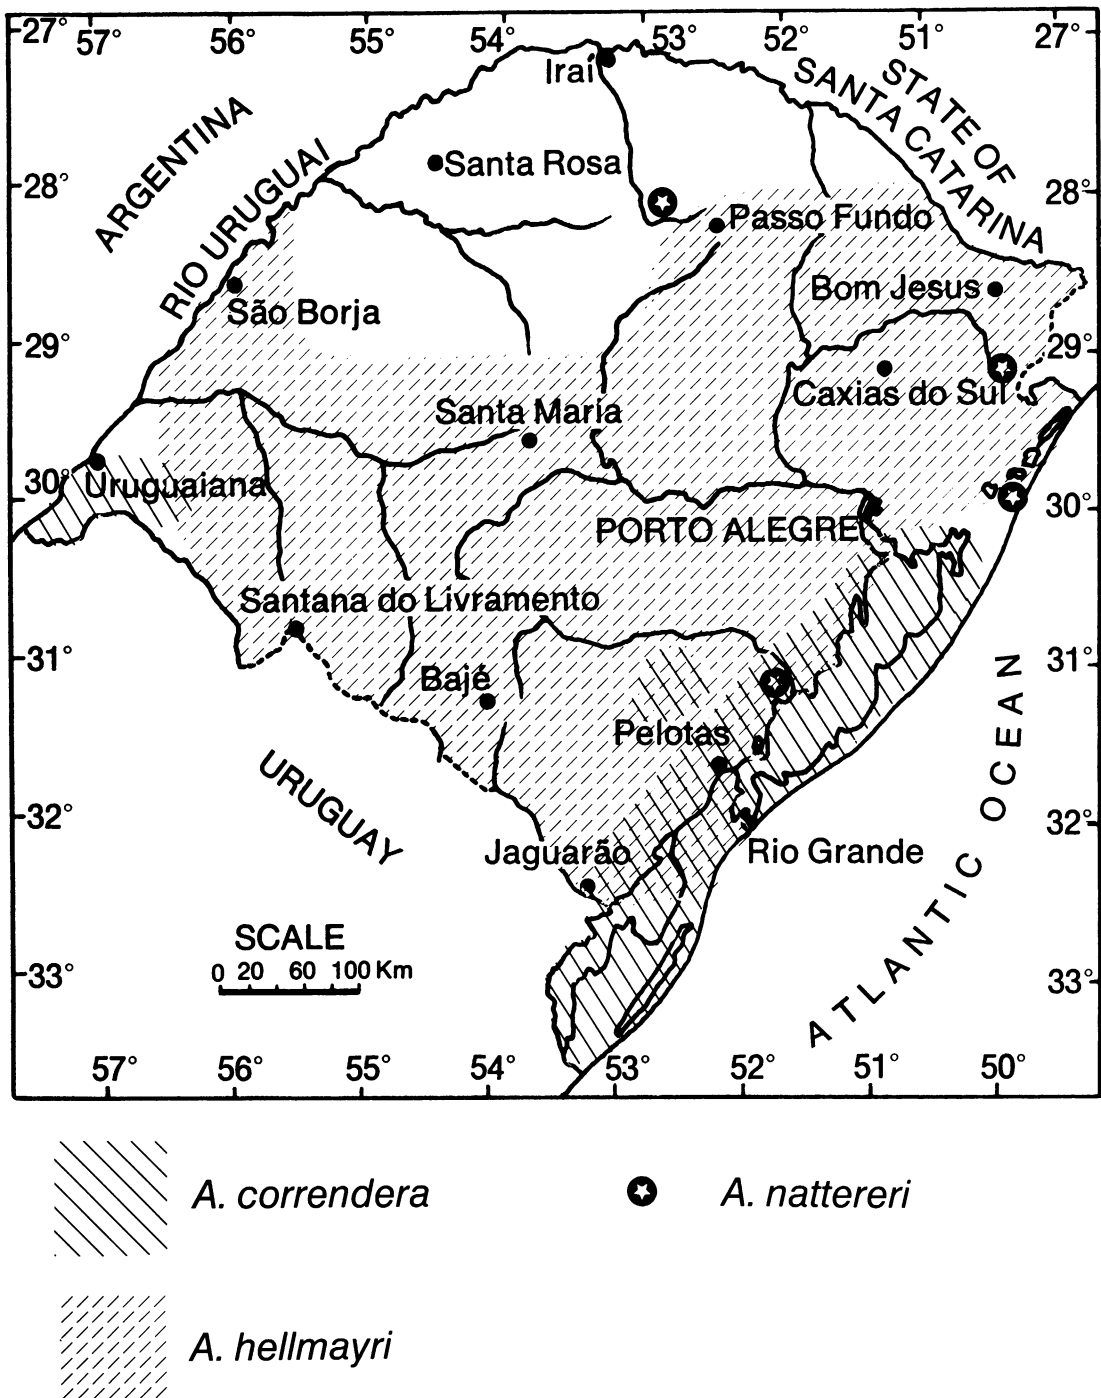 27° 57° 56° 55° 54° 53° 52° 51° 27°
Irai
STATE OF
SANTA CATARINA
ARGENTINA
RIO URUGUAI
Santa Rosa
28° 28°
Passo Fundo
Bom Jesus
São Borja
29° 29°
Caxias do Sul
Santa Maria
30° Uruguaiana 30°
PORTO ALEGRE
Santana do Livramento
31° 31°
Bajé
Pelotas
URUGUAY
32° 32°
Jaguarão Rio Grande
ATLANTIC OCEAN
SCALE
0 20 60 100 Km
33° 33°
57° 56° 55° 54° 53° 52° 51° 50°
A. correndera
A. nattereri
A. hellmayri